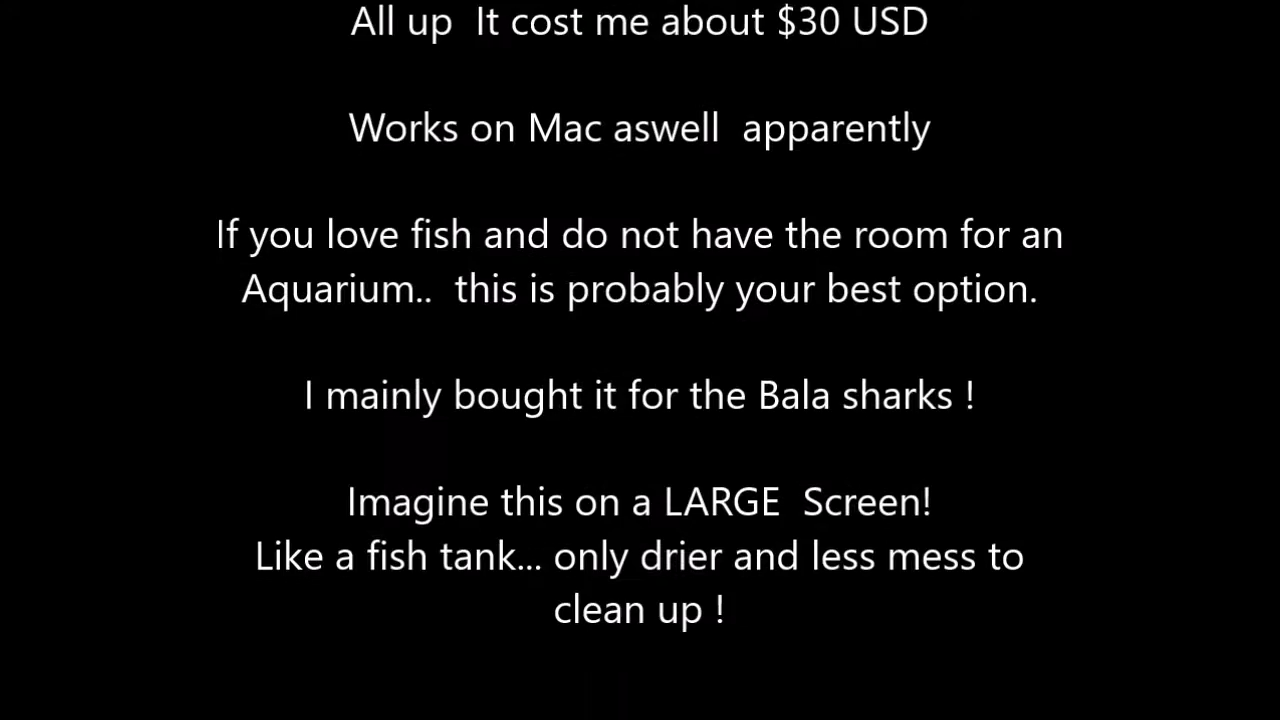 All up  It cost me about $30 USD
Works on Mac aswell  apparently
If you love fish and do not have the room for an
Aquarium..  this is probably your best option.
I mainly bought it for the Bala sharks !
Imagine this on a LARGE  Screen!
Like a fish tank... only drier and less mess to
clean up !